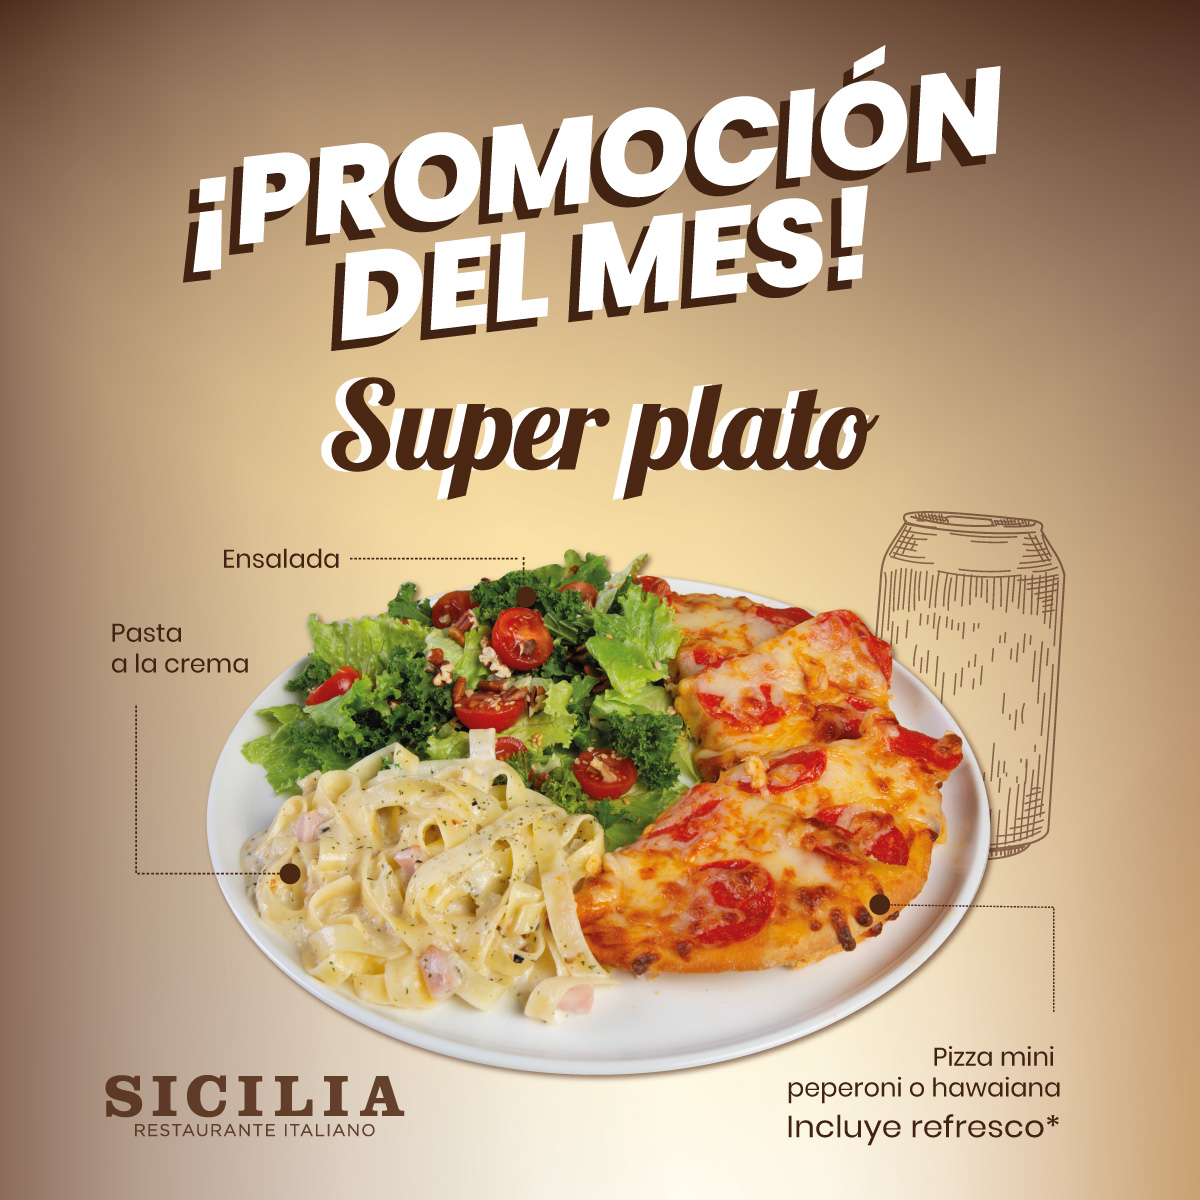 ¡PROMOCIÓN
DEL MES!
Super plato
Ensalada
Pasta
a la crema
Pizza mini
peperoni o hawaiana
Incluye refresco*
SICILIA
RESTAURANTE ITALIANO